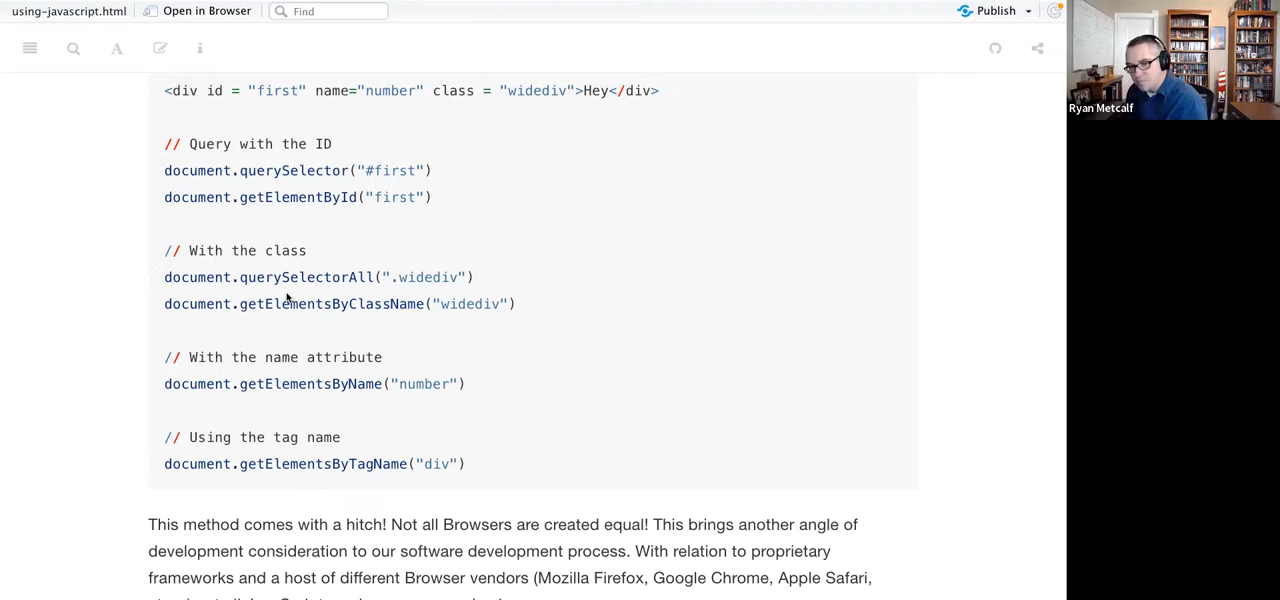 using-javascript.html Open in Browser Find Publish
<div id = "first" name="number" class = "widediv">Hey</div>
Ryan Metcalf
// Query with the ID
document.querySelector("#first")
document.getElementById("first")
// With the class
document.querySelectorAll(".widediv")
document.getElementsByClassName("widediv")
// With the name attribute
document.getElementsByName("number")
// Using the tag name
document.getElementsByTagName("div")
This method comes with a hitch! Not all Browsers are created equal! This brings another angle of
development consideration to our software development process. With relation to proprietary
frameworks and a host of different Browser vendors (Mozilla Firefox, Google Chrome, Apple Safari,